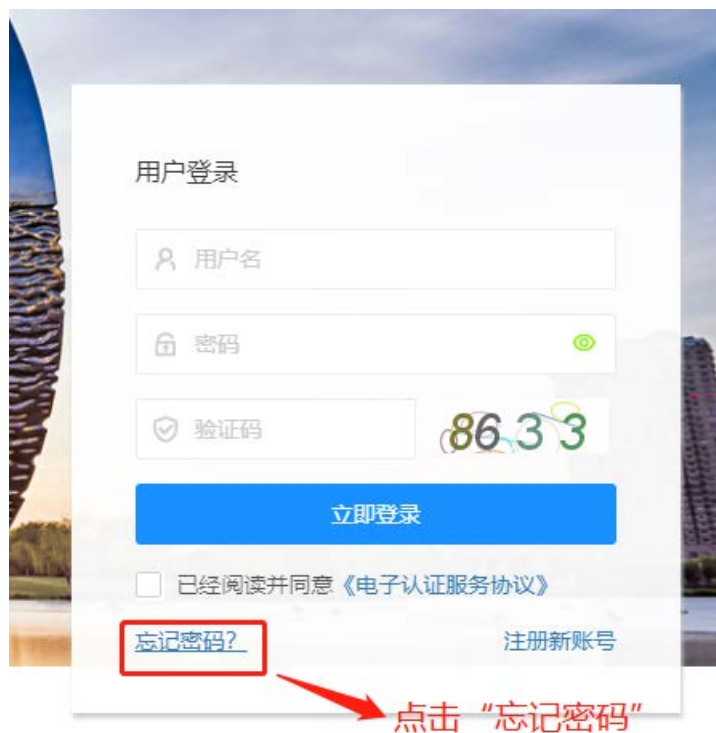 用户登录
用户名
密码
验证码 8633
立即登录
已经阅读并同意《电子认证服务协议》
忘记密码? 注册新账号
点击“忘记密码”